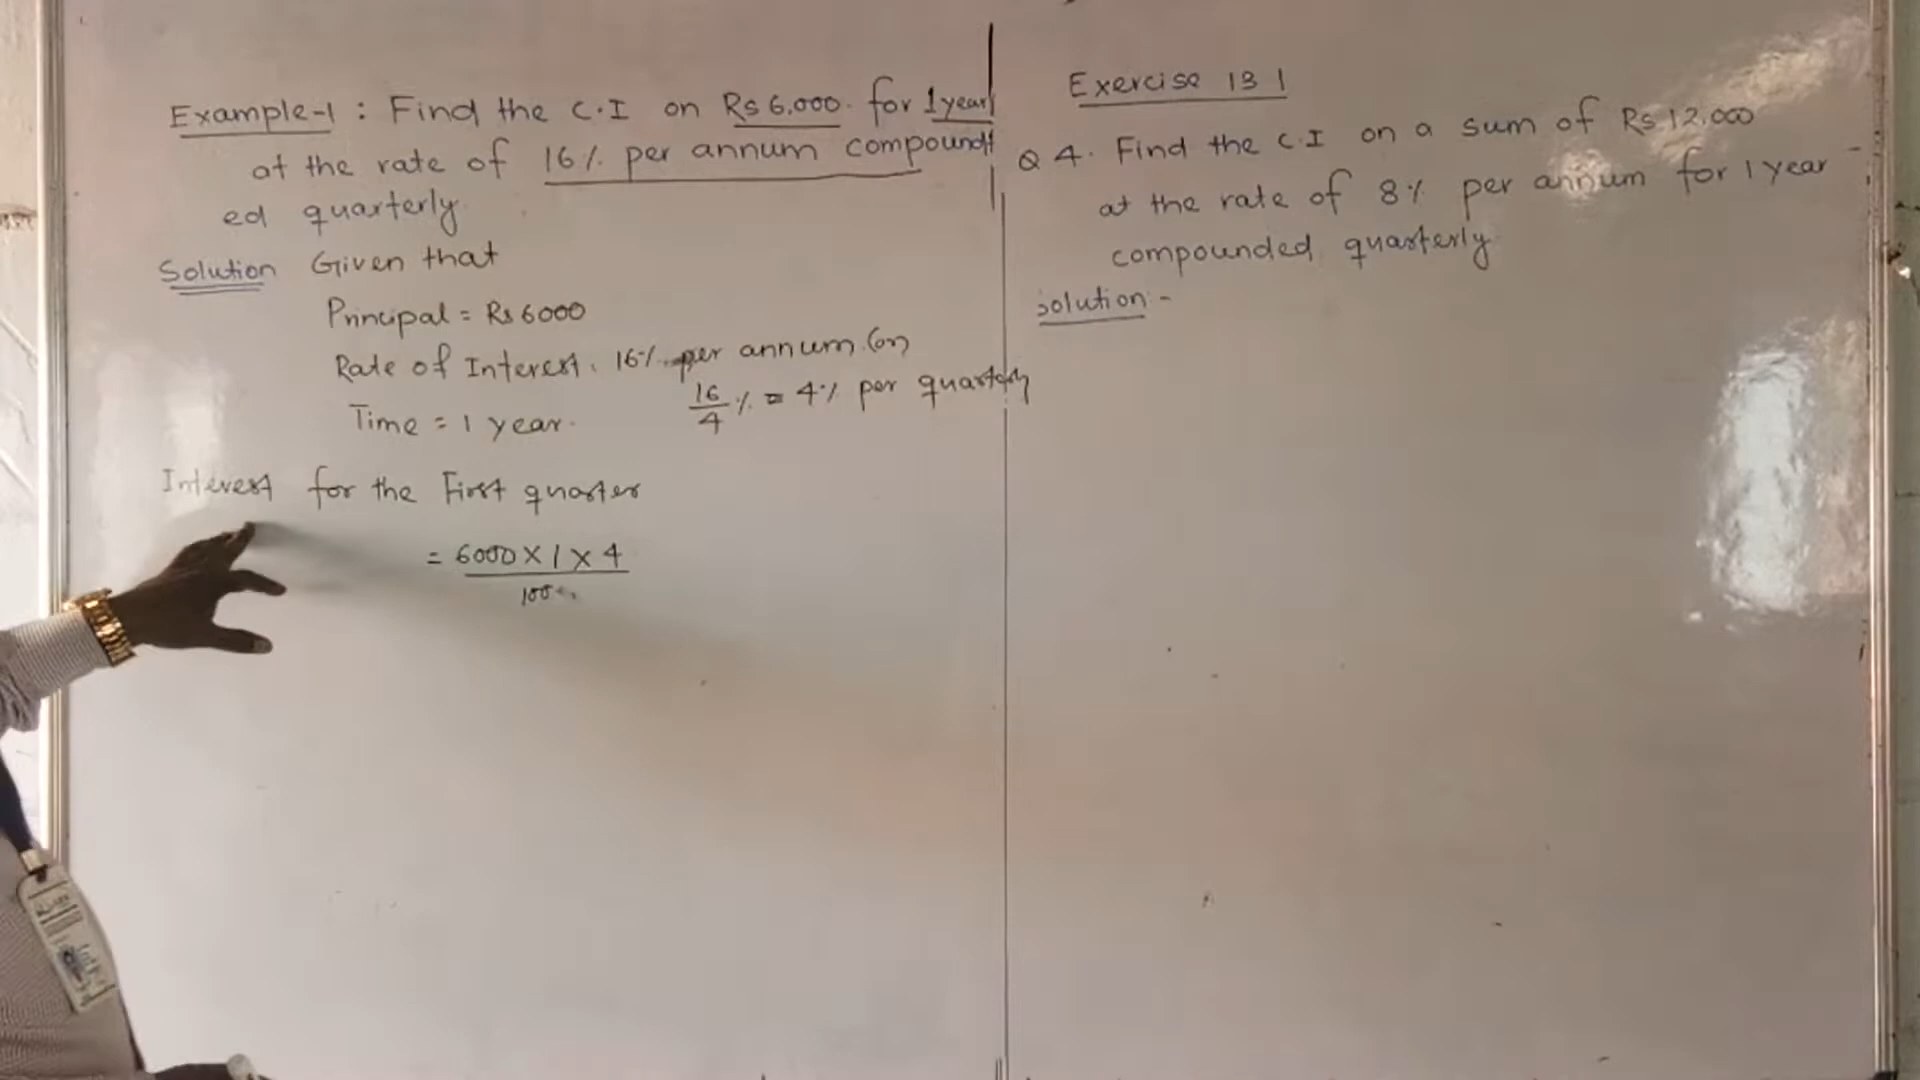 Example-1 : Find the C.I on Rs 6,000. for 1 year
at the rate of 16% per annum compound
ed quarterly
Solution Given that
Principal = Rs 6000
Rate of Interest. 16% per annum (or)
16/4 % = 4% per quarterly
Time = 1 year.
Interest for the First quarter
= 6000 × 1 × 4
100
Exercise 13 1
Q 4. Find the C.I on a sum of Rs 12,000
at the rate of 8% per annum for 1 year
compounded quarterly
solution -